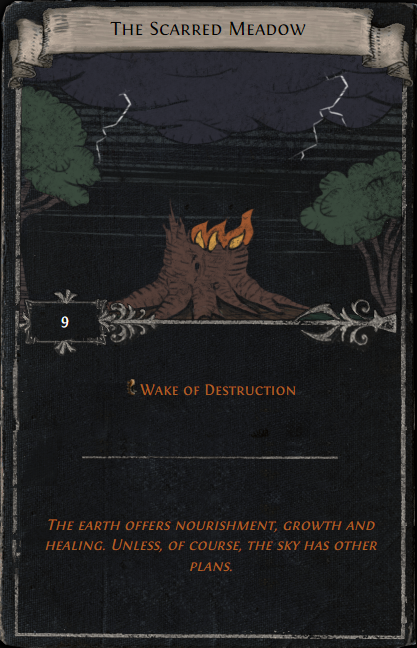 The Scarred Meadow
9
Wake of Destruction
The earth offers nourishment, growth and
healing. Unless, of course, the sky has other
plans.